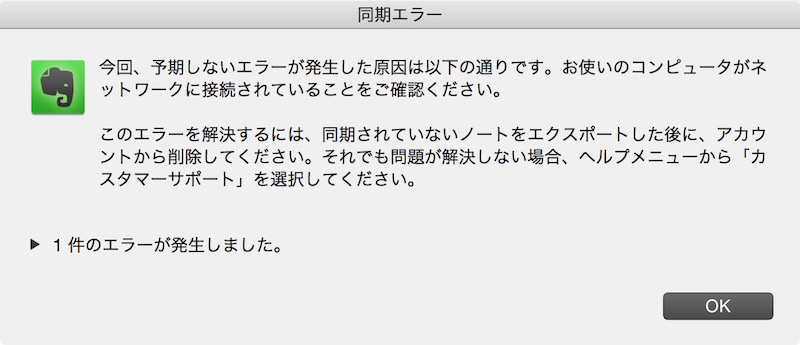 同期エラー
今回、予期しないエラーが発生した原因は以下の通りです。お使いのコンピュータがネ
ットワークに接続されていることをご確認ください。
このエラーを解決するには、同期されていないノートをエクスポートした後に、アカウ
ントから削除してください。それでも問題が解決しない場合、ヘルプメニューから「カ
スタマーサポート」を選択してください。
1 件のエラーが発生しました。
OK